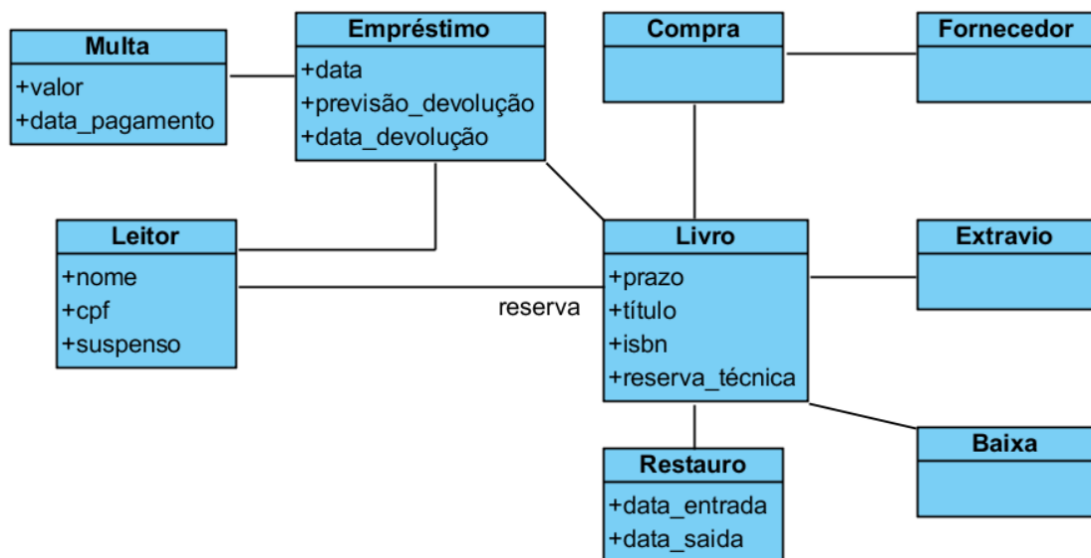 Multa
+valor
+data_pagamento
Empréstimo
+data
+previsão_devolução
+data_devolução
Compra
Fornecedor
Leitor
+nome
+cpf
+suspenso
reserva
Livro
+prazo
+título
+isbn
+reserva_técnica
Extravio
Baixa
Restauro
+data_entrada
+data_saida